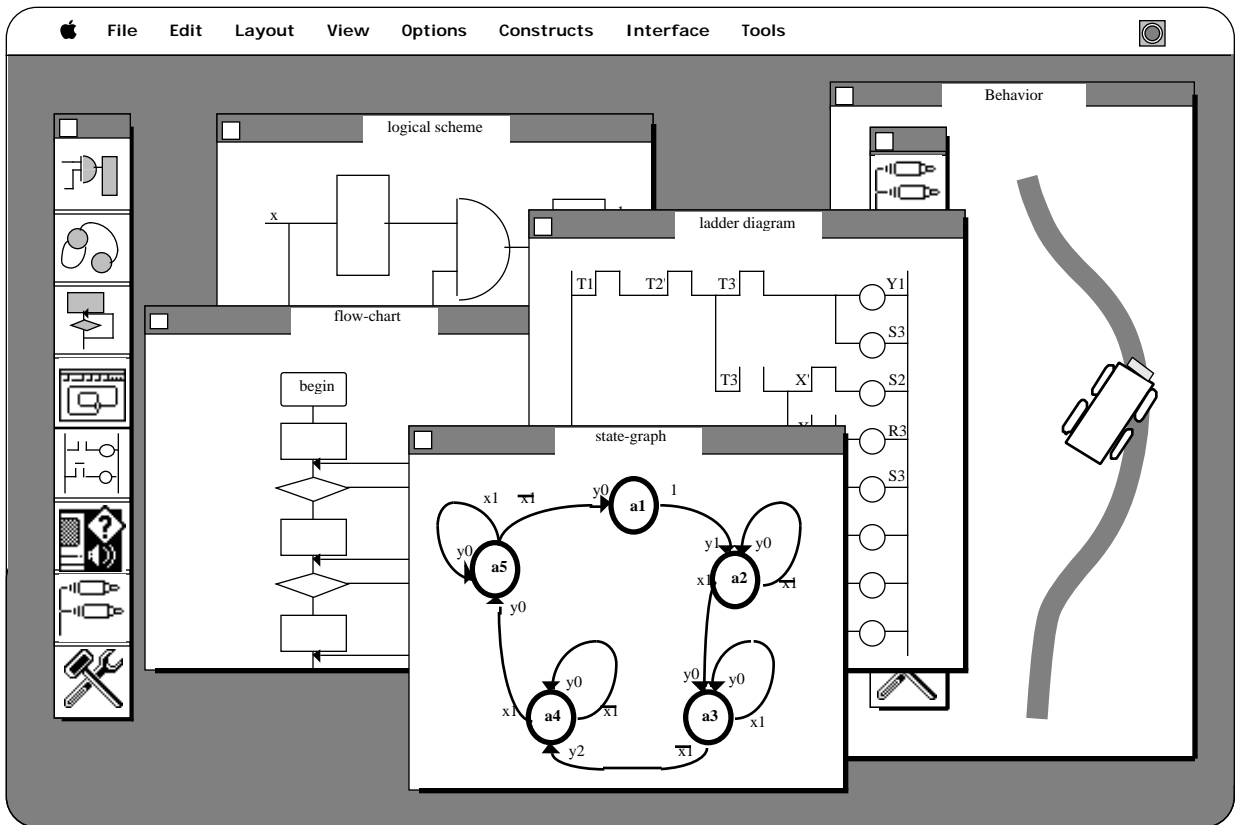 File Edit Layout View Options Constructs Interface Tools
Behavior
logical scheme
x
ladder diagram
T1 T2' T3 Y1
S3
T3 X' S2
R3
S3
flow-chart
begin
state-graph
x1 x1 y0 a1 1
y0 a5 y1 y0
x1 a2 x1
y0
y0 y0
y0
x1 a4 x1 a3 x1
y2 x1